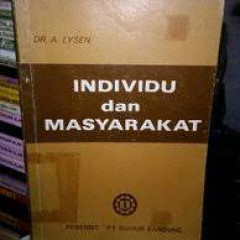 DR. A. LYSEN
INDIVIDU
dan
MASYARAKAT
PENERBIT PT SUMUR BANDUNG